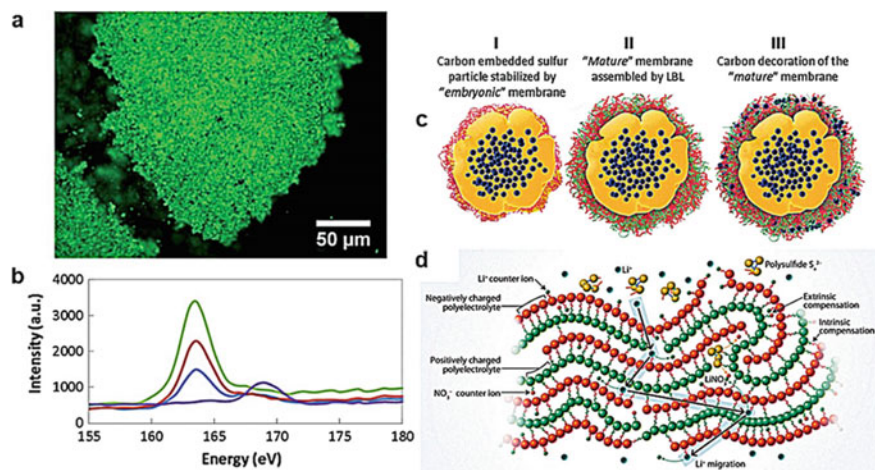 a
50 µm
b
4000
3000
2000
1000
0
Intensity (a.u.)
155 160 165 170 175 180
Energy (eV)
I
Carbon embedded sulfur
particle stabilized by
"embryonic" membrane
II
"Mature" membrane
assembled by LBL
III
Carbon decoration of the
"mature" membrane
c
d
Li⁺ counter ion
Li⁺
Polysulfide
Negatively charged
polyelectrolyte
Extrinsic
compensation
Intrinsic
compensation
Positively charged
polyelectrolyte
LiNO₃
NO₃⁻ counter ion
Li⁺ migration